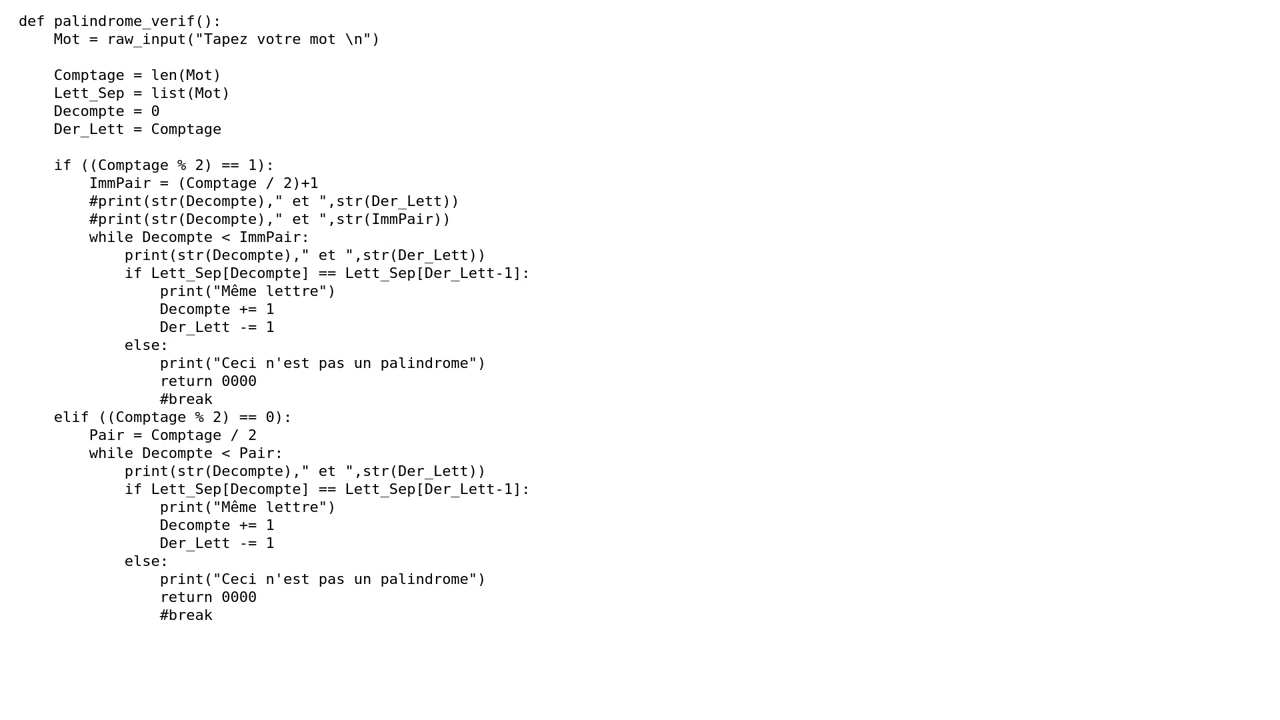 def palindrome_verif():
    Mot = raw_input("Tapez votre mot \n")

    Comptage = len(Mot)
    Lett_Sep = list(Mot)
    Decompte = 0
    Der_Lett = Comptage

    if ((Comptage % 2) == 1):
        ImmPair = (Comptage / 2)+1
        #print(str(Decompte)," et ",str(Der_Lett))
        #print(str(Decompte)," et ",str(ImmPair))
        while Decompte < ImmPair:
            print(str(Decompte)," et ",str(Der_Lett))
            if Lett_Sep[Decompte] == Lett_Sep[Der_Lett-1]:
                print("Même lettre")
                Decompte += 1
                Der_Lett -= 1
            else:
                print("Ceci n'est pas un palindrome")
                return 0000
                #break
    elif ((Comptage % 2) == 0):
        Pair = Comptage / 2
        while Decompte < Pair:
            print(str(Decompte)," et ",str(Der_Lett))
            if Lett_Sep[Decompte] == Lett_Sep[Der_Lett-1]:
                print("Même lettre")
                Decompte += 1
                Der_Lett -= 1
            else:
                print("Ceci n'est pas un palindrome")
                return 0000
                #break